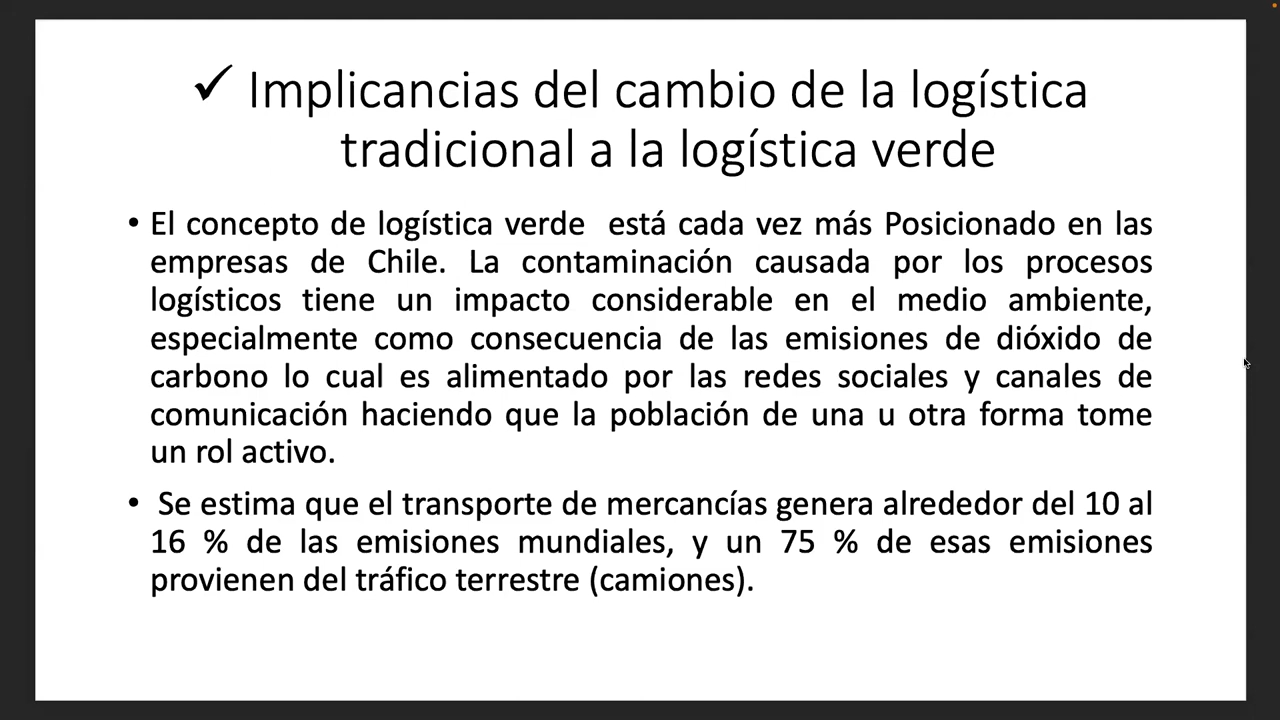 ✓ Implicancias del cambio de la logística
tradicional a la logística verde
• El concepto de logística verde está cada vez más Posicionado en las
empresas de Chile. La contaminación causada por los procesos
logísticos tiene un impacto considerable en el medio ambiente,
especialmente como consecuencia de las emisiones de dióxido de
carbono lo cual es alimentado por las redes sociales y canales de
comunicación haciendo que la población de una u otra forma tome
un rol activo.
• Se estima que el transporte de mercancías genera alrededor del 10 al
16 % de las emisiones mundiales, y un 75 % de esas emisiones
provienen del tráfico terrestre (camiones).